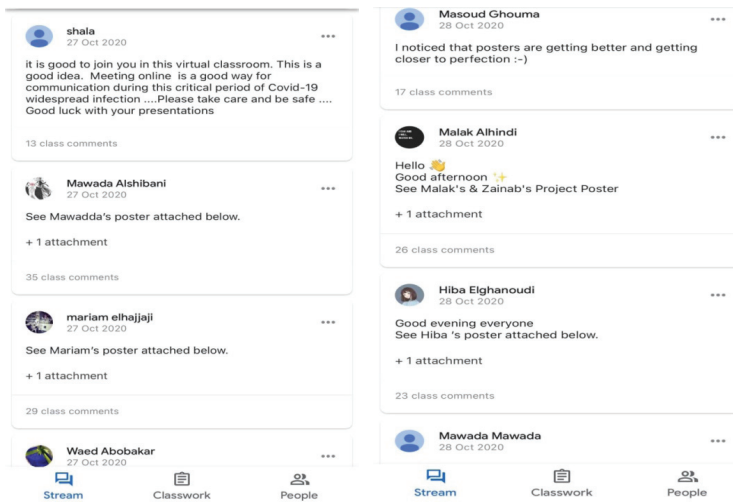 shala
27 Oct 2020
it is good to join you in this virtual classroom. This is a
good idea.  Meeting online  is a good way for
communication during this critical period of Covid-19
widespread infection ....Please take care and be safe ....
Good luck with your presentations
13 class comments
Mawada Alshibani
27 Oct 2020
See Mawadda's poster attached below.
+ 1 attachment
35 class comments
mariam elhajjaji
27 Oct 2020
See Mariam's poster attached below.
+ 1 attachment
29 class comments
Waed Abobakar
27 Oct 2020
Stream
Classwork
People
Masoud Ghouma
28 Oct 2020
I noticed that posters are getting better and getting
closer to perfection :-)
17 class comments
Malak Alhindi
28 Oct 2020
Hello 👋
Good afternoon ✨
See Malak's & Zainab's Project Poster
+ 1 attachment
26 class comments
Hiba Elghanoudi
28 Oct 2020
Good evening everyone
See Hiba 's poster attached below.
+ 1 attachment
23 class comments
Mawada Mawada
28 Oct 2020
Stream
Classwork
People